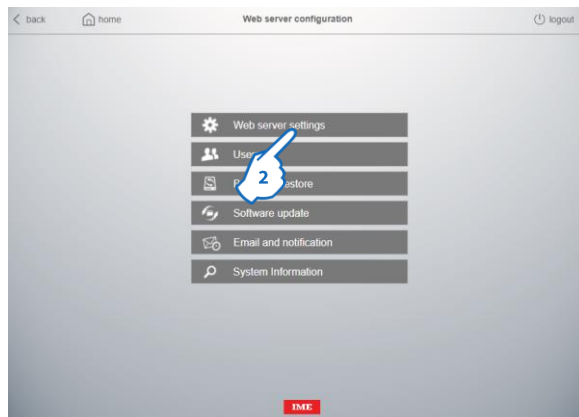 back
home
Web server configuration
logout
Web server settings
2
estore
Software update
Email and notification
System Information
IME